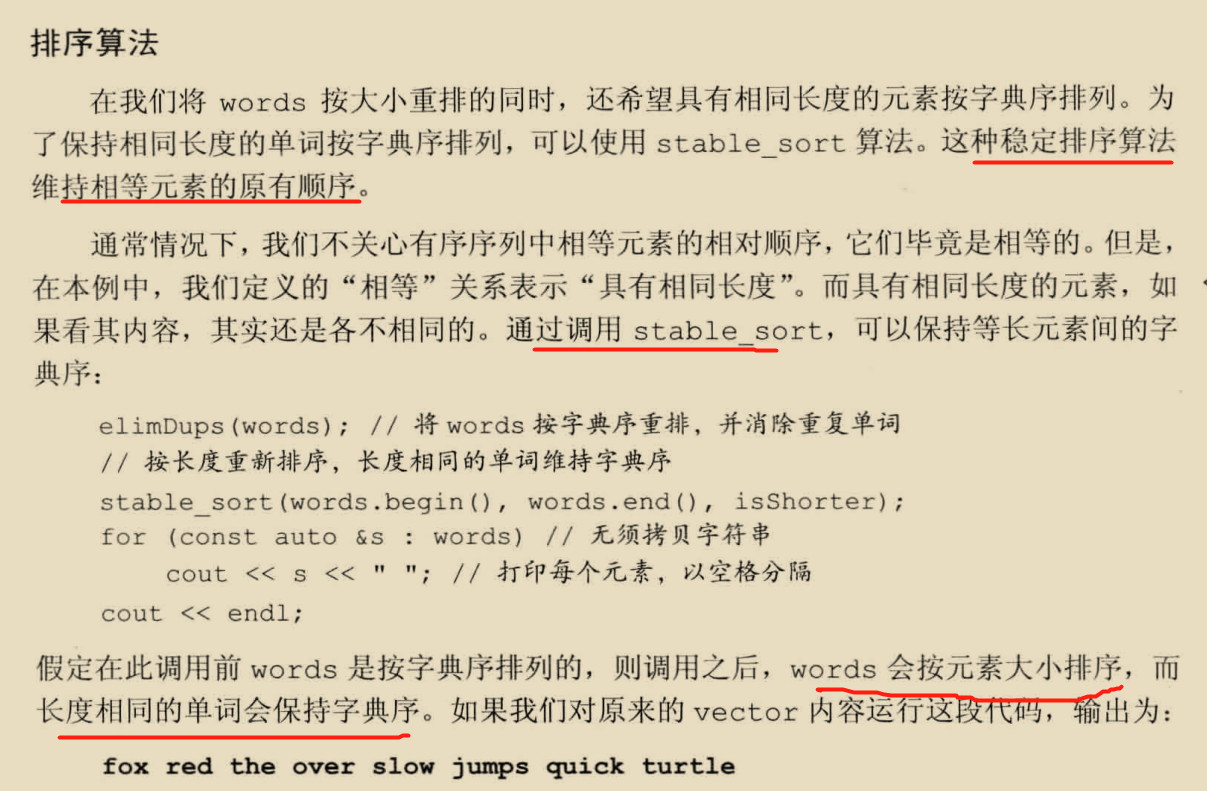 排序算法
在我们将 words 按大小重排的同时，还希望具有相同长度的元素按字典序排列。为
了保持相同长度的单词按字典序排列，可以使用 stable_sort 算法。这种稳定排序算法
维持相等元素的原有顺序。
通常情况下，我们不关心有序序列中相等元素的相对顺序，它们毕竟是相等的。但是，
在本例中，我们定义的“相等”关系表示“具有相同长度”。而具有相同长度的元素，如
果看其内容，其实还是各不相同的。通过调用 stable_sort，可以保持等长元素间的字
典序：
elimDups(words); // 将 words 按字典序重排，并消除重复单词
// 按长度重新排序，长度相同的单词维持字典序
stable_sort(words.begin(), words.end(), isShorter);
for (const auto &s : words) // 无须拷贝字符串
cout << s << " "; // 打印每个元素，以空格分隔
cout << endl;
假定在此调用前 words 是按字典序排列的，则调用之后，words 会按元素大小排序，而
长度相同的单词会保持字典序。如果我们对原来的 vector 内容运行这段代码，输出为：
fox red the over slow jumps quick turtle